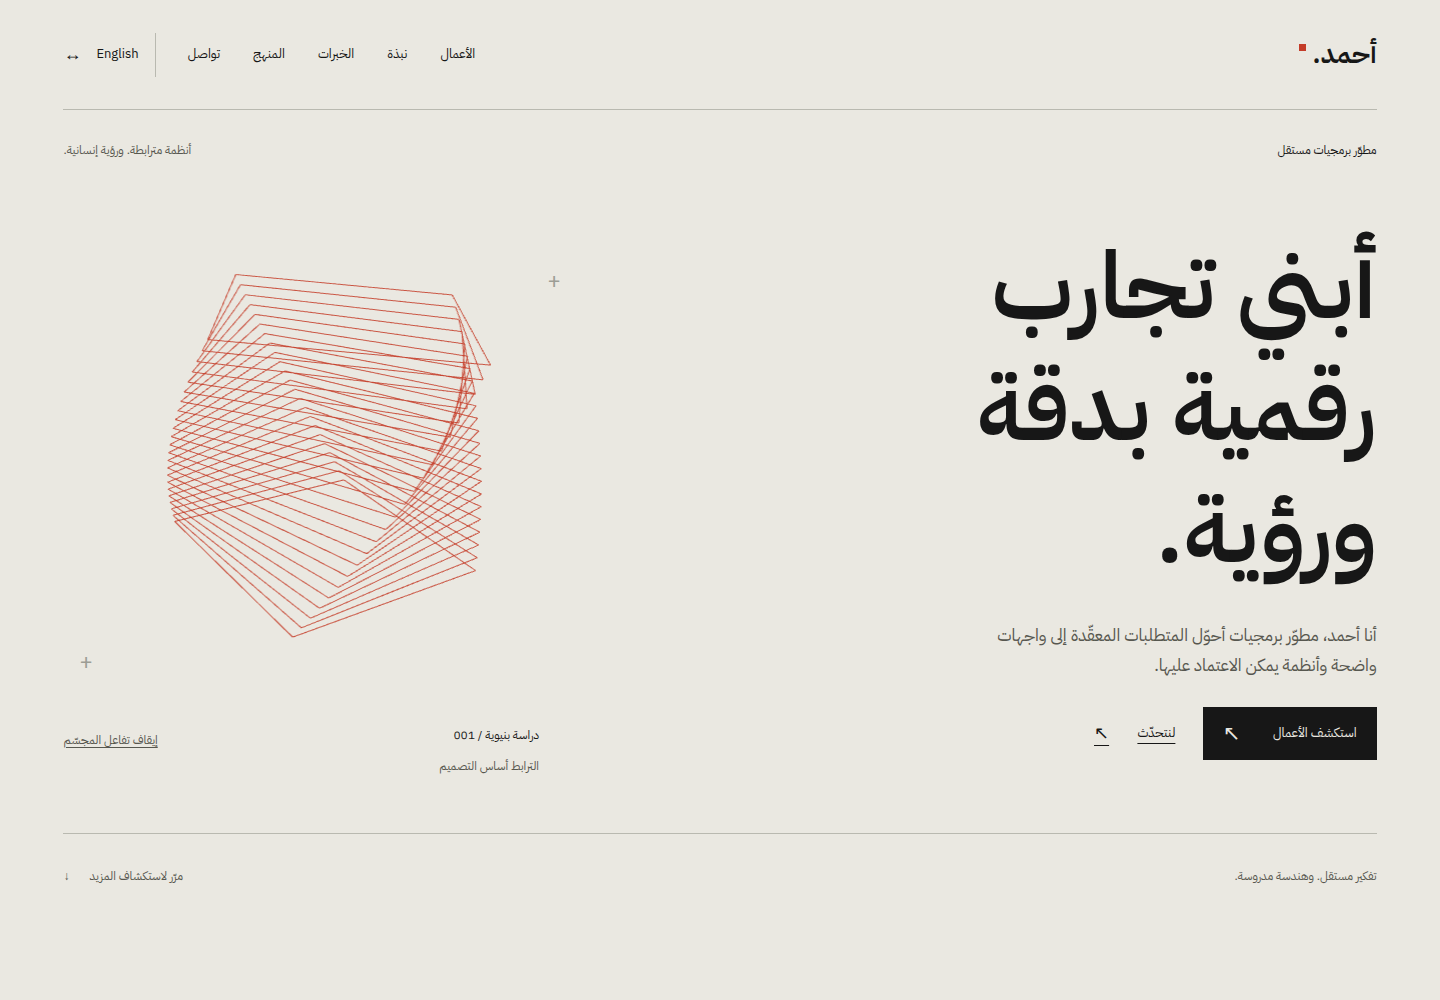 أحمد.
الأعمال
نبذة
الخبرات
المنهج
تواصل
English ↔
مطوّر برمجيات مستقل
أنظمة مترابطة. ورؤية إنسانية.
أبني تجارب
رقمية بدقة
ورؤية.
أنا أحمد، مطوّر برمجيات أحوّل المتطلبات المعقّدة إلى واجهات
واضحة وأنظمة يمكن الاعتماد عليها.
استكشف الأعمال ↖
لنتحدّث ↖
+
+
دراسة بنيوية / 001
الترابط أساس التصميم
إيقاف تفاعل المجسّم
تفكير مستقل. وهندسة مدروسة.
مرّر لاستكشاف المزيد ↓